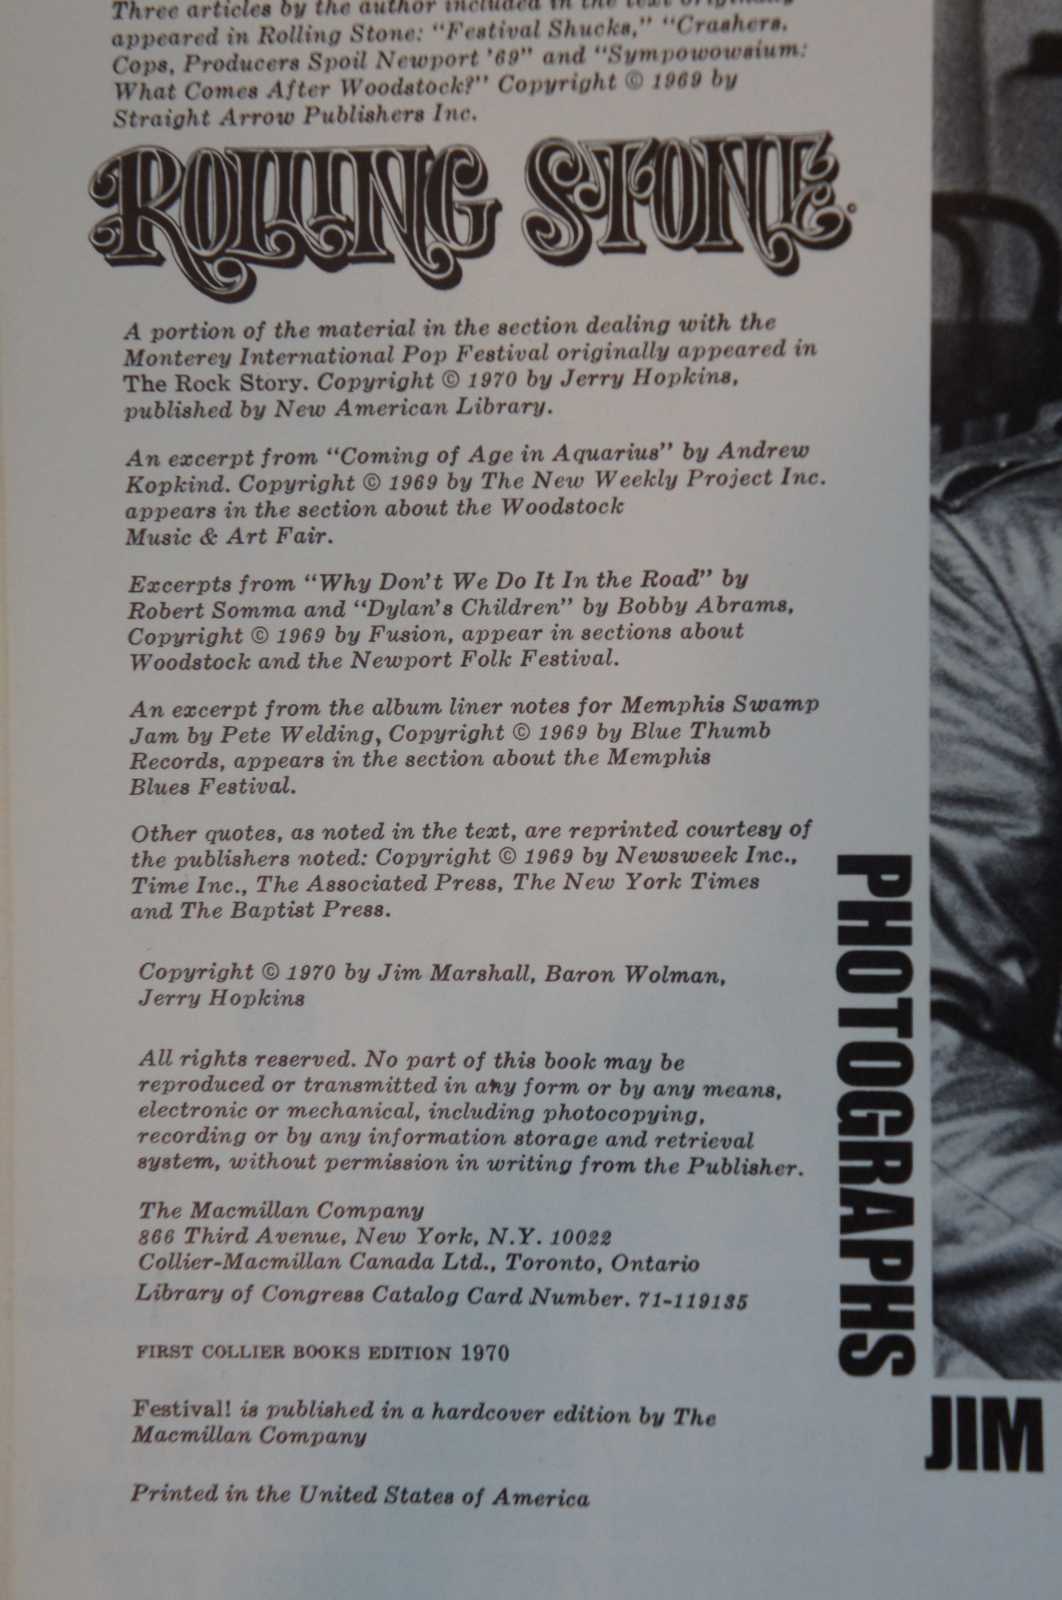 Three articles by the author included in the text originally
appeared in Rolling Stone: “Festival Shucks,” “Crashers,
Cops, Producers Spoil Newport ’69” and “Sympowowsium:
What Comes After Woodstock?” Copyright © 1969 by
Straight Arrow Publishers Inc.
ROLLING STONE®
A portion of the material in the section dealing with the
Monterey International Pop Festival originally appeared in
The Rock Story. Copyright © 1970 by Jerry Hopkins,
published by New American Library.
An excerpt from “Coming of Age in Aquarius” by Andrew
Kopkind. Copyright © 1969 by The New Weekly Project Inc.
appears in the section about the Woodstock
Music & Art Fair.
Excerpts from “Why Don’t We Do It In the Road” by
Robert Somma and “Dylan’s Children” by Bobby Abrams,
Copyright © 1969 by Fusion, appear in sections about
Woodstock and the Newport Folk Festival.
An excerpt from the album liner notes for Memphis Swamp
Jam by Pete Welding, Copyright © 1969 by Blue Thumb
Records, appears in the section about the Memphis
Blues Festival.
Other quotes, as noted in the text, are reprinted courtesy of
the publishers noted: Copyright © 1969 by Newsweek Inc.,
Time Inc., The Associated Press, The New York Times
and The Baptist Press.
Copyright © 1970 by Jim Marshall, Baron Wolman,
Jerry Hopkins
All rights reserved. No part of this book may be
reproduced or transmitted in any form or by any means,
electronic or mechanical, including photocopying,
recording or by any information storage and retrieval
system, without permission in writing from the Publisher.
The Macmillan Company
866 Third Avenue, New York, N.Y. 10022
Collier-Macmillan Canada Ltd., Toronto, Ontario
Library of Congress Catalog Card Number. 71-119135
FIRST COLLIER BOOKS EDITION 1970
Festival! is published in a hardcover edition by The
Macmillan Company
Printed in the United States of America
PHOTOGRAPHS
JIM